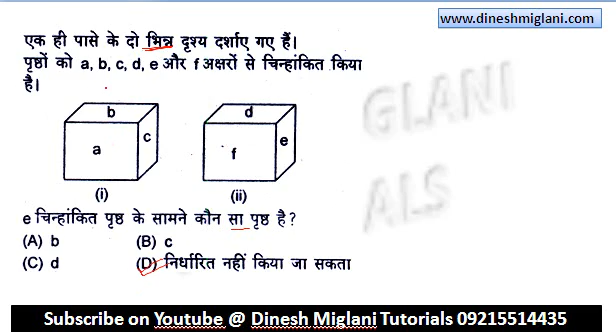 www.dineshmiglani.com
एक ही पासे के दो भिन्न दृश्य दर्शाए गए हैं।
पृष्ठों को a, b, c, d, e और f अक्षरों से चिन्हांकित किया
है।
b
d
a
c
f
e
(i)
(ii)
e चिन्हांकित पृष्ठ के सामने कौन सा पृष्ठ है?
(A) b
(B) c
(C) d
(D) निर्धारित नहीं किया जा सकता
GLANI
ALS
Subscribe on Youtube @ Dinesh Miglani Tutorials 09215514435